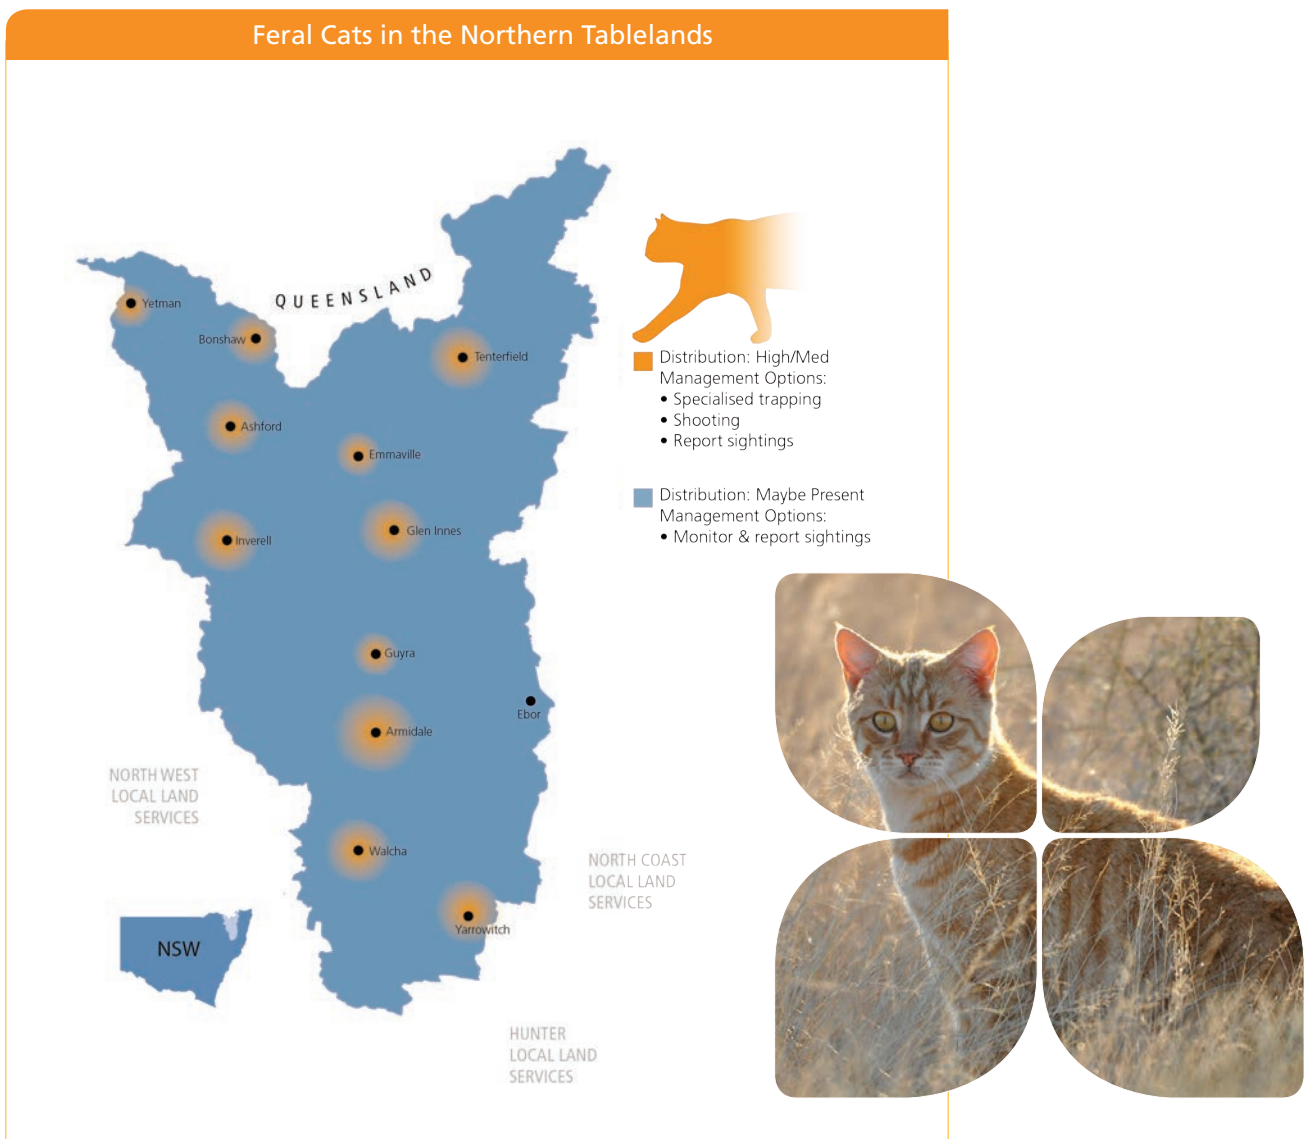 Feral Cats in the Northern Tablelands
QUEENSLAND
Yetman
Bonshaw
Tenterfield
Ashford
Emmaville
Glen Innes
Inverell
Guyra
Ebor
Armidale
Walcha
Yarrowitch
Distribution: High/Med
Management Options:
• Specialised trapping
• Shooting
• Report sightings
Distribution: Maybe Present
Management Options:
• Monitor & report sightings
NORTH WEST
LOCAL LAND
SERVICES
NORTH COAST
LOCAL LAND
SERVICES
NSW
HUNTER
LOCAL LAND
SERVICES